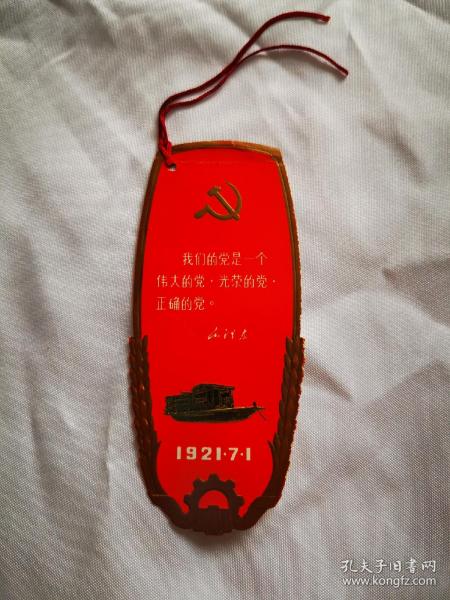 我们的党是一个
伟大的党·光荣的党·
正确的党。
毛泽东
1921·7·1
孔夫子旧书网
www.kongfz.com